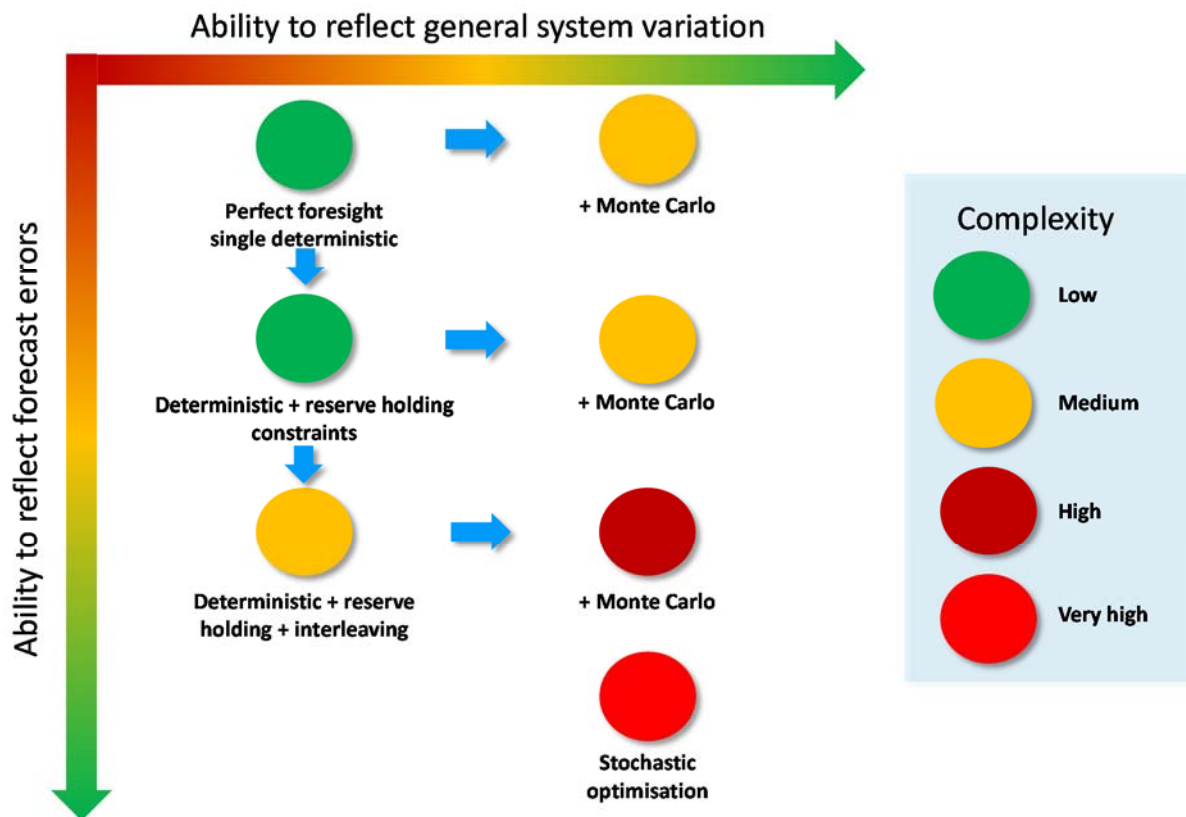 Ability to reflect general system variation
Ability to reflect forecast errors
Perfect foresight
single deterministic
+ Monte Carlo
Deterministic + reserve holding
constraints
+ Monte Carlo
Deterministic + reserve
holding + interleaving
+ Monte Carlo
Stochastic
optimisation
Complexity
Low
Medium
High
Very high